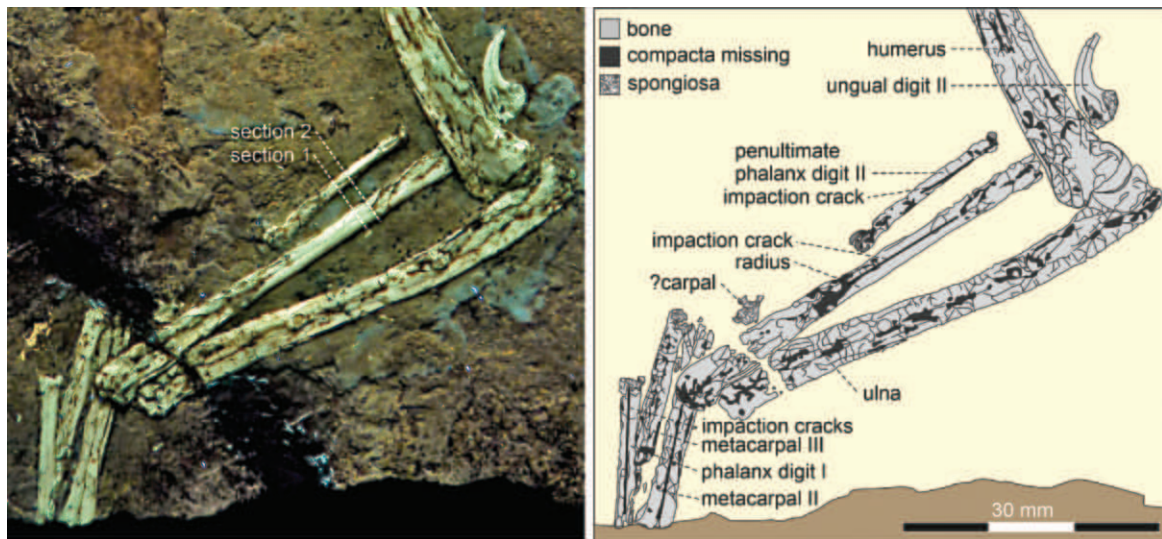 section 2
section 1
bone
compacta missing
spongiosa
humerus
ungual digit II
penultimate
phalanx digit II
impaction crack
impaction crack
radius
?carpal
ulna
impaction cracks
metacarpal III
phalanx digit I
metacarpal II
30 mm